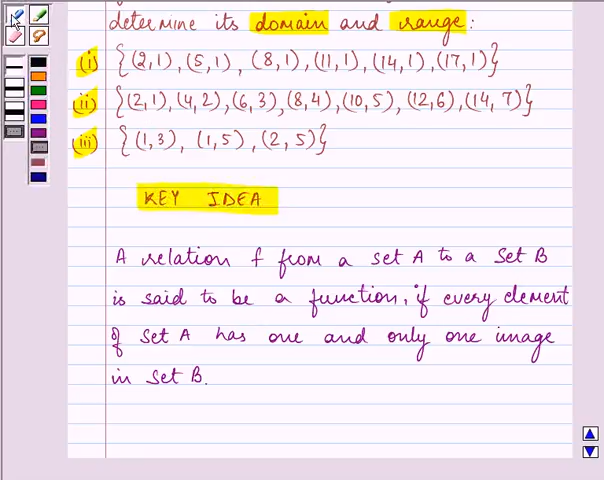 determine its domain and range:
(i) {(2,1), (5,1), (8,1), (11,1), (14,1), (17,1)}
(ii) {(2,1), (4,2), (6,3), (8,4), (10,5), (12,6), (14,7)}
(iii) {(1,3), (1,5), (2,5)}
KEY IDEA
A relation f from a set A to a set B
is said to be a function, if every element
of set A has one and only one image
in set B.